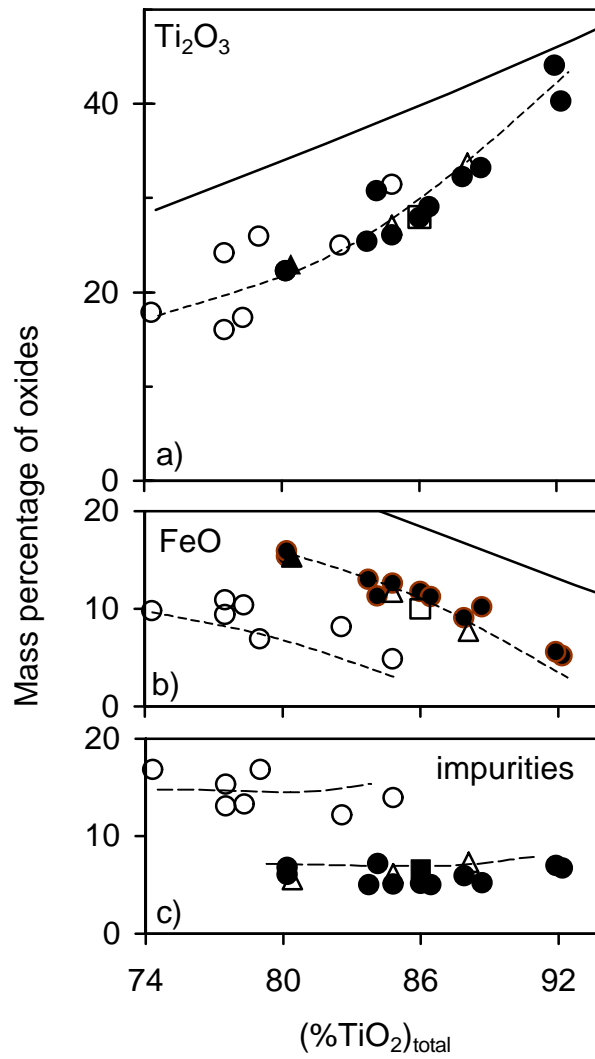 Mass percentage of oxides
Ti₂O₃
40
20
0
a)
20
FeO
10
0
b)
20
impurities
10
0
c)
74 80 86 92
(%TiO₂)total